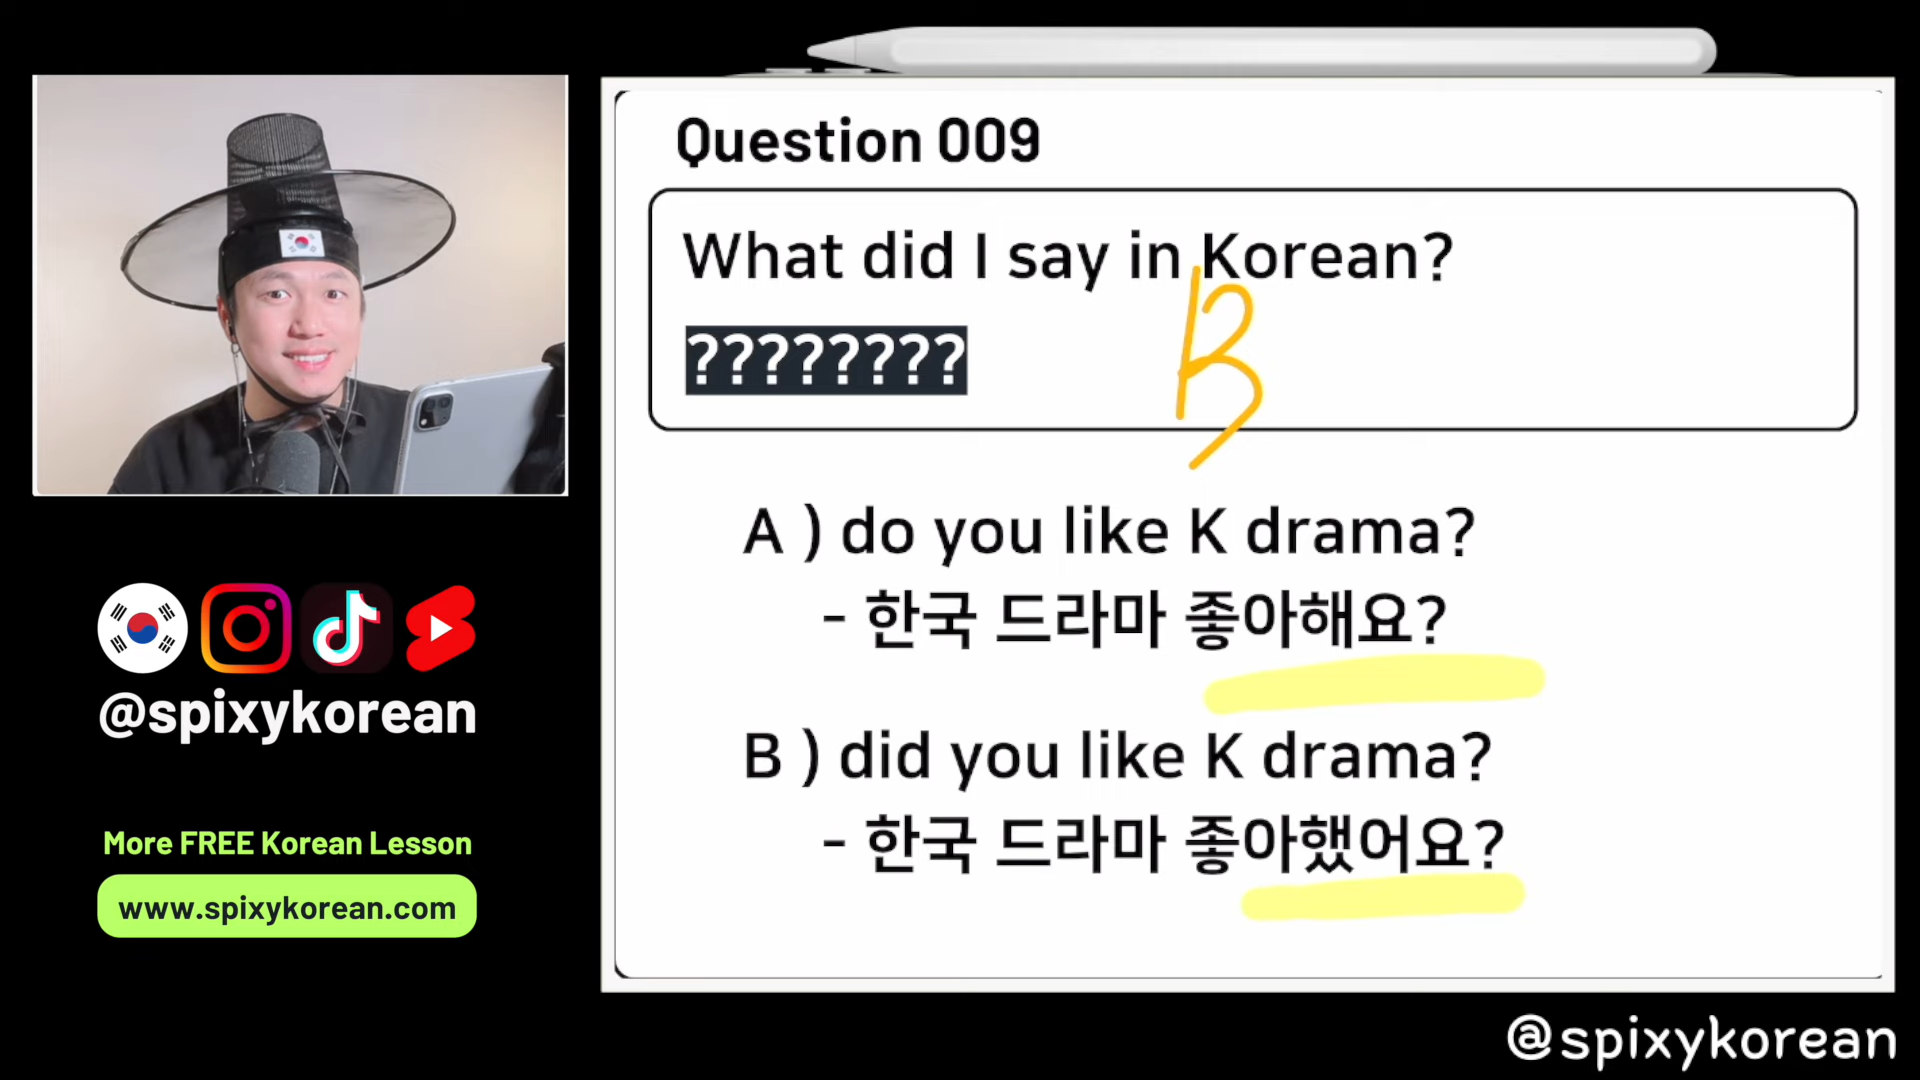 Question 009
What did I say in Korean?
????????
B
A ) do you like K drama?
- 한국 드라마 좋아해요?
B ) did you like K drama?
- 한국 드라마 좋아했어요?
@spixykorean
More FREE Korean Lesson
www.spixykorean.com
@spixykorean